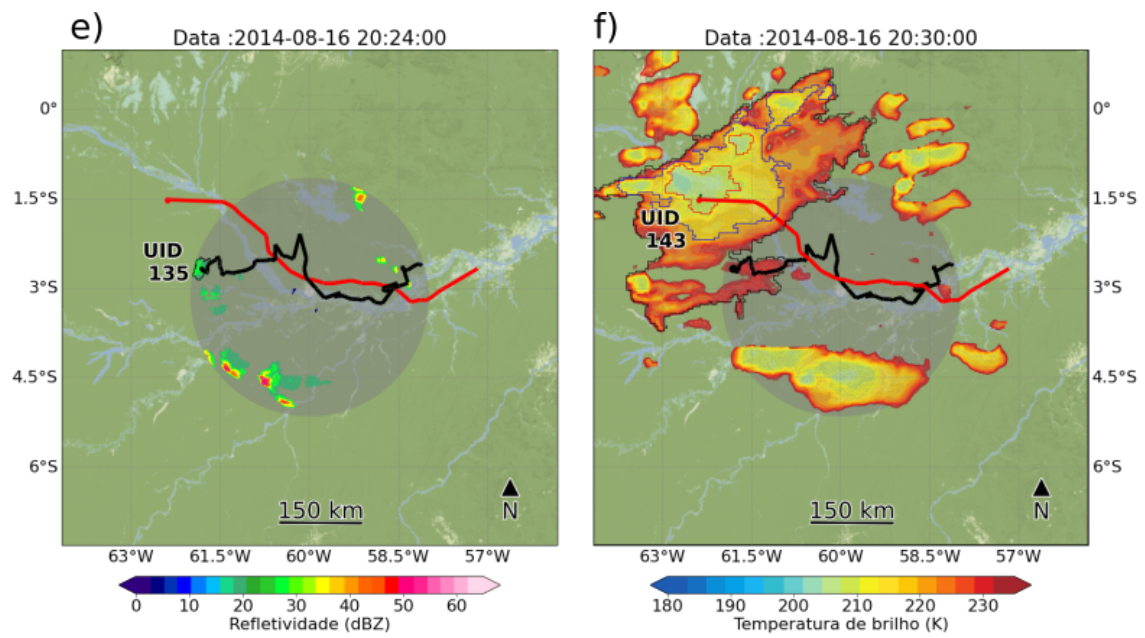 e)
Data :2014-08-16 20:24:00
0°
1.5°S
3°S
4.5°S
6°S
UID
135
150 km
N
63°W 61.5°W 60°W 58.5°W 57°W
0 10 20 30 40 50 60
Refletividade (dBZ)
f)
Data :2014-08-16 20:30:00
UID
143
0°
1.5°S
3°S
4.5°S
6°S
150 km
N
63°W 61.5°W 60°W 58.5°W 57°W
180 190 200 210 220 230
Temperatura de brilho (K)